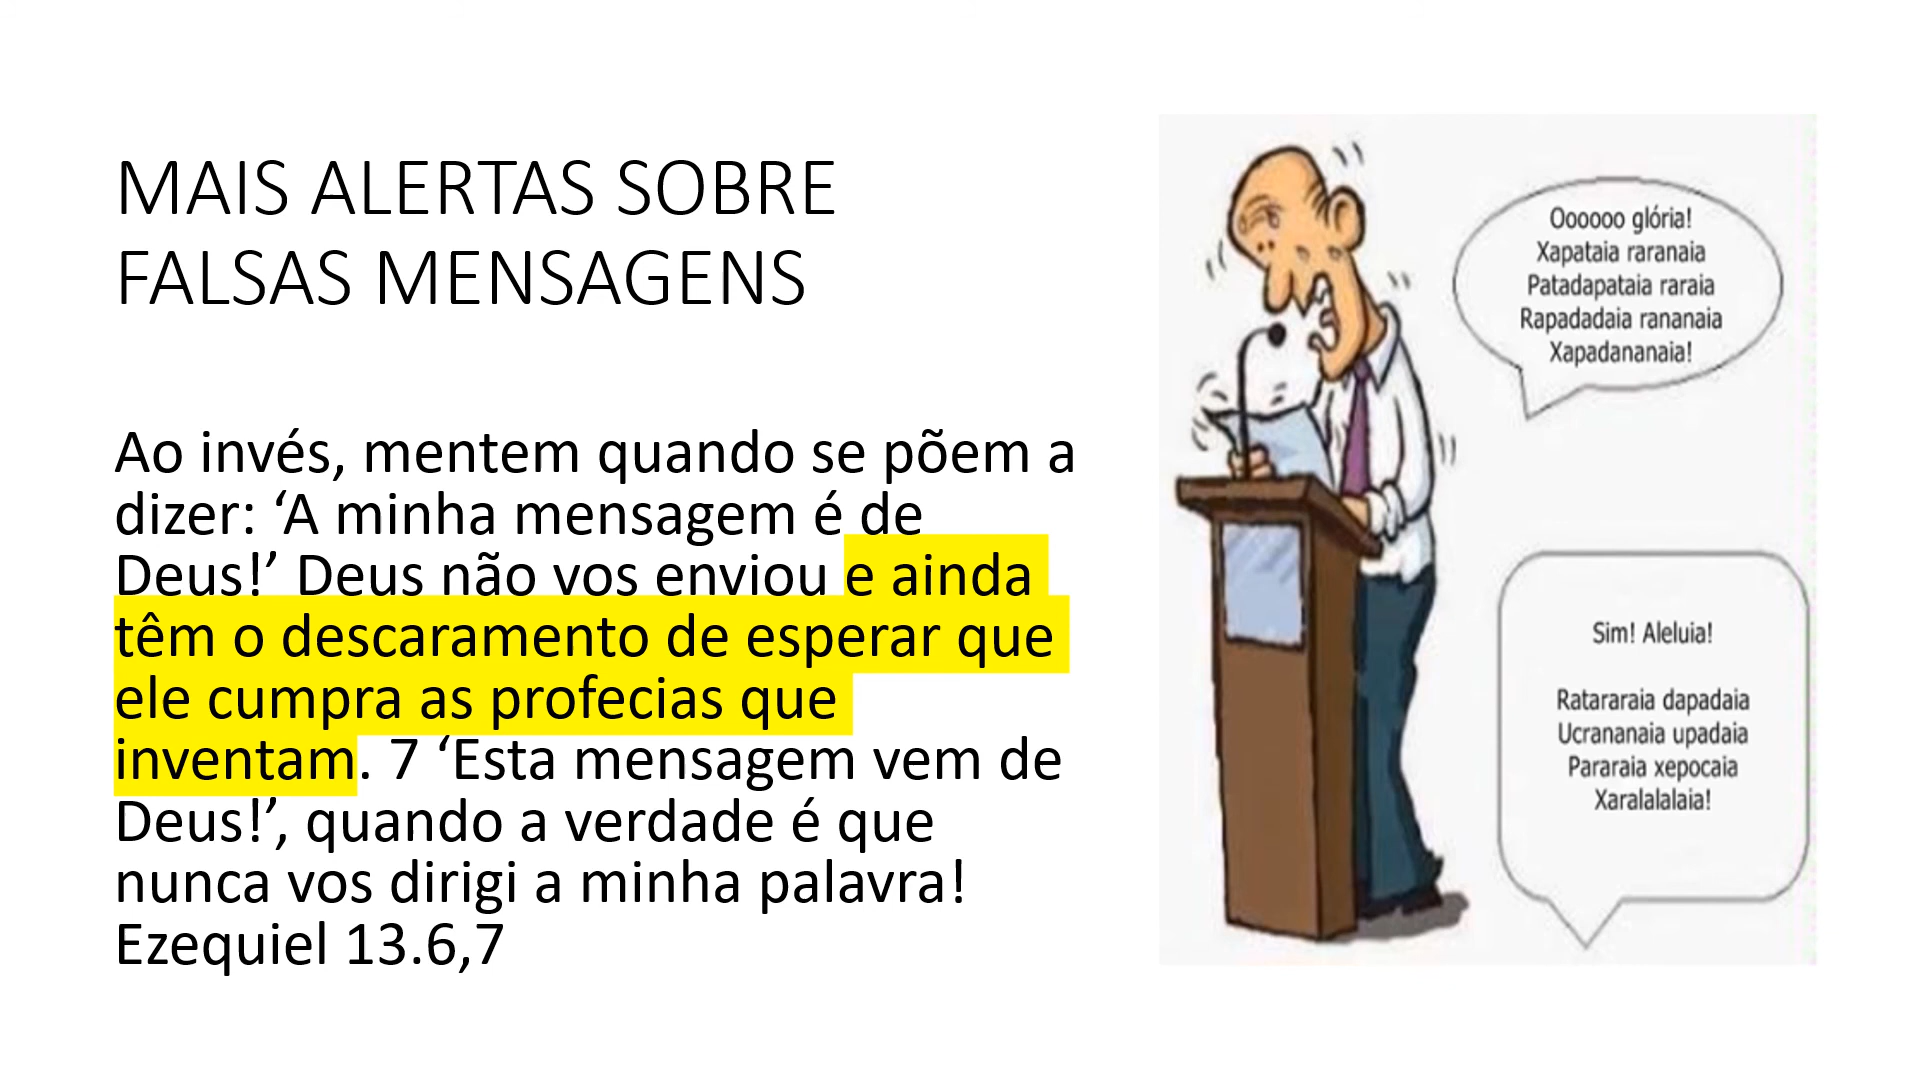 MAIS ALERTAS SOBRE
FALSAS MENSAGENS
Ao invés, mentem quando se põem a
dizer: ‘A minha mensagem é de
Deus!’ Deus não vos enviou e ainda
têm o descaramento de esperar que
ele cumpra as profecias que
inventam. 7 ‘Esta mensagem vem de
Deus!’, quando a verdade é que
nunca vos dirigi a minha palavra!
Ezequiel 13.6,7
Oooooo glória!
Xapataia raranaia
Patadapataia raraia
Rapadadaia rananaia
Xapadananaia!
Sim! Aleluia!
Ratararaia dapadaia
Ucrananaia upadaia
Pararaia xepocaia
Xaralalalaia!